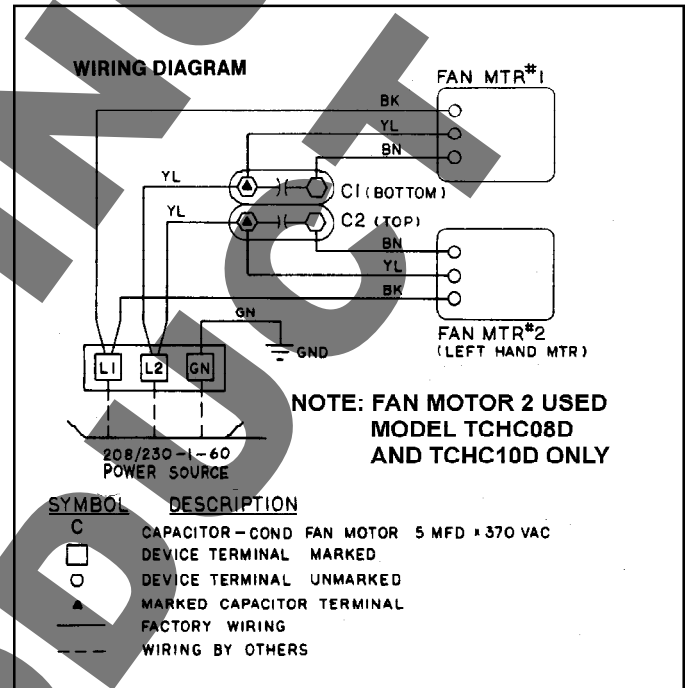 WIRING DIAGRAM
FAN MTR#1
BK
YL
BN
YL
C1 (BOTTOM)
YL
C2 (TOP)
BN
YL
BK
GN
GND
L1 L2 GN
FAN MTR#2
(LEFT HAND MTR)
NOTE: FAN MOTOR 2 USED
MODEL TCHC08D
AND TCHC10D ONLY
208/230-1-60
POWER SOURCE
SYMBOL DESCRIPTION
C CAPACITOR-COND FAN MOTOR 5 MFD x 370 VAC
DEVICE TERMINAL MARKED
DEVICE TERMINAL UNMARKED
MARKED CAPACITOR TERMINAL
FACTORY WIRING
WIRING BY OTHERS